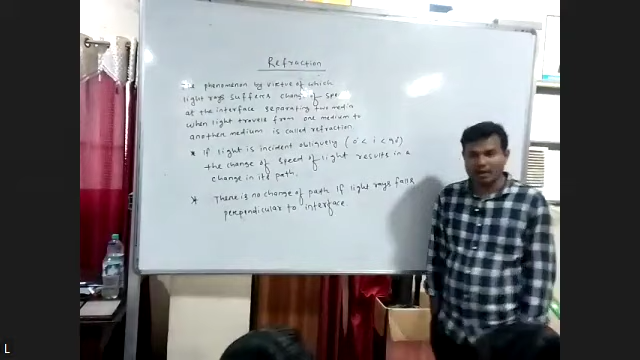 Refraction
The phenomenon by virtue of which
light rays suffers change of spe
at the interface separating two media
when light travels from one medium to
another medium is called refraction
* If light is incident obliquely (0° < i < 90°)
the change of speed of light results in a
change in its path.
* There is no change of path if light rays falls
perpendicular to interface
L